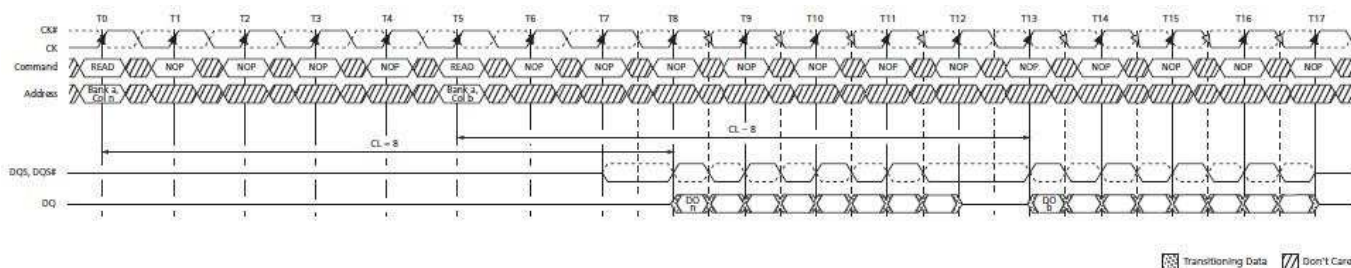 T0 T1 T2 T3 T4 T5 T6 T7 T8 T9 T10 T11 T12 T13 T14 T15 T16 T17
CK#
CK
Command READ NOP NOP NOP NOP READ NOP NOP NOP NOP NOP NOP NOP NOP NOP NOP NOP NOP
Address Bank a, Col n Bank a, Col b
CL = 8
CL = 8
DQS, DQS#
DQ DO n DO b
Transitioning Data Don't Care